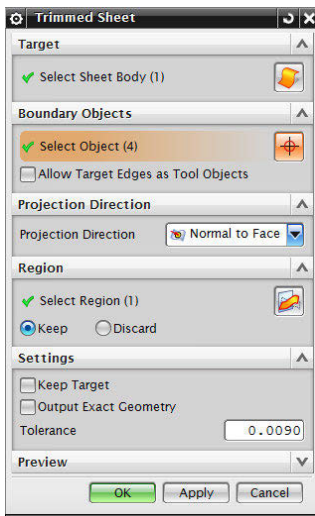 Trimmed Sheet
Target
Select Sheet Body (1)
Boundary Objects
Select Object (4)
Allow Target Edges as Tool Objects
Projection Direction
Projection Direction Normal to Face
Region
Select Region (1)
Keep Discard
Settings
Keep Target
Output Exact Geometry
Tolerance 0.0090
Preview
OK Apply Cancel